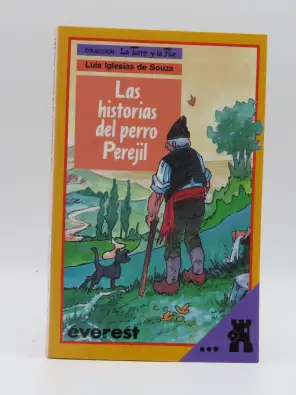 COLECCIÓN: LA TORRE y la FLOR
Luis Iglesias de Souza
Las
historias
del perro
Perejil
everest